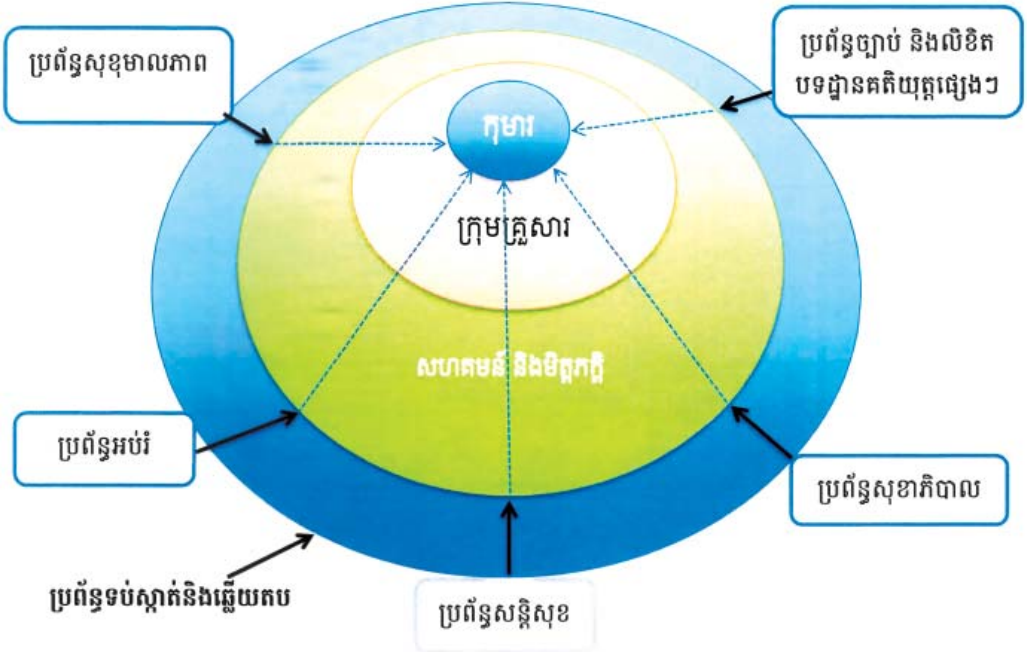 ប្រព័ន្ធសុខុមាលភាព
ប្រព័ន្ធច្បាប់ និងលិខិត
បទដ្ឋានគតិយុត្តផ្សេងៗ
កុមារ
ក្រុមគ្រួសារ
សហគមន៍ និងមិត្តភក្តិ
ប្រព័ន្ធអប់រំ
ប្រព័ន្ធសុខាភិបាល
ប្រព័ន្ធទប់ស្កាត់និងឆ្លើយតប
ប្រព័ន្ធសន្តិសុខ